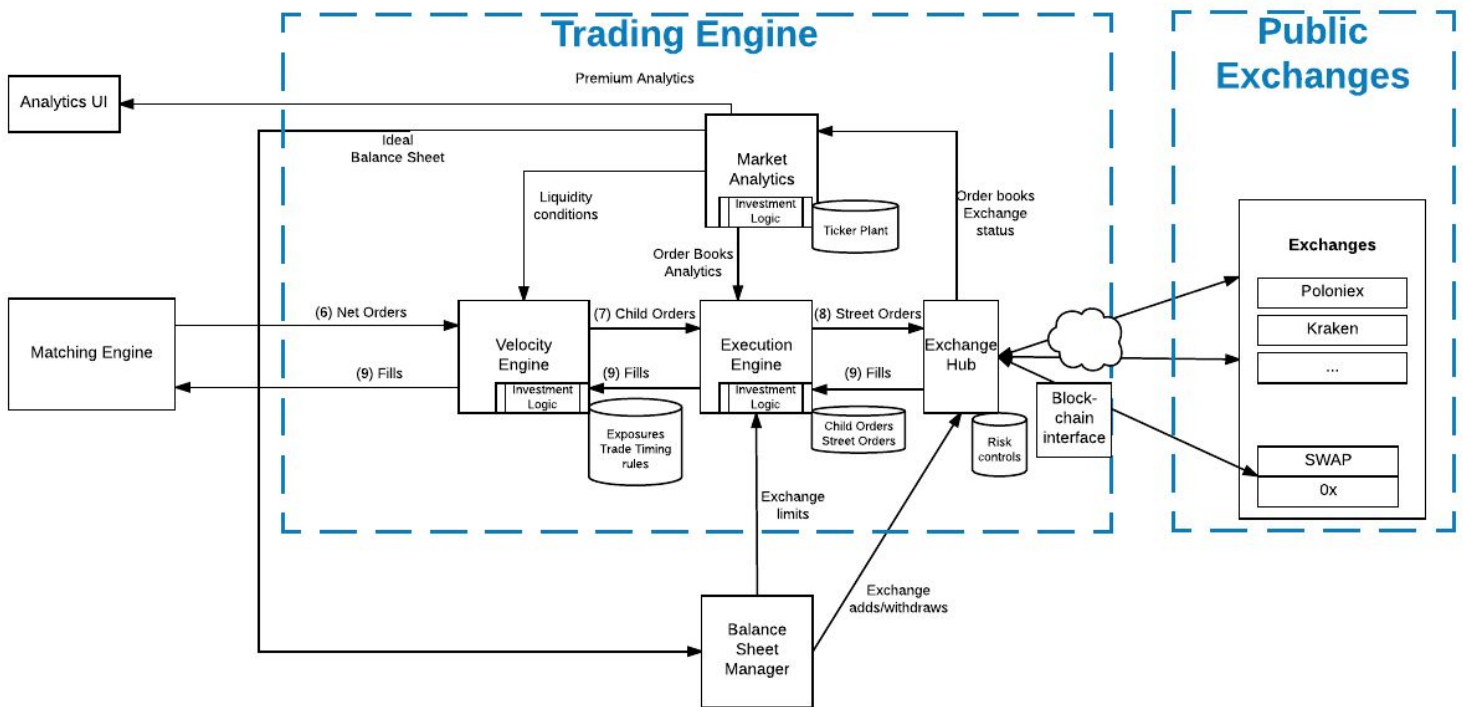 Trading Engine
Public
Exchanges
Premium Analytics
Analytics UI
Ideal
Balance Sheet
Market
Analytics
Investment
Logic
Ticker Plant
Liquidity
conditions
Order books
Exchange
status
Order Books
Analytics
Exchanges
Poloniex
Kraken
...
SWAP
0x
Matching Engine
(6) Net Orders
(9) Fills
Velocity
Engine
Investment
Logic
Exposures
Trade Timing
rules
(7) Child Orders
(9) Fills
Execution
Engine
Investment
Logic
Child Orders
Street Orders
(8) Street Orders
(9) Fills
Exchange
Hub
Risk
controls
Block-
chain
interface
Exchange
limits
Exchange
adds/withdraws
Balance
Sheet
Manager